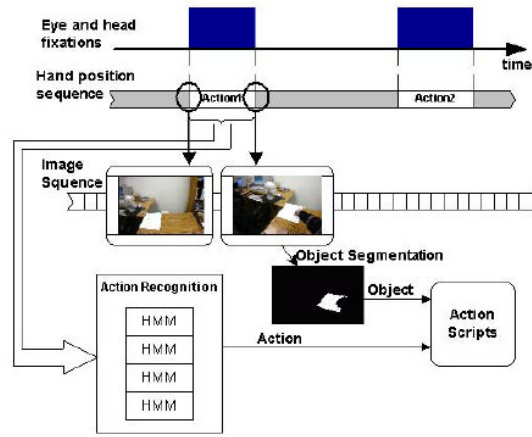 Eye and head
fixations
time
Hand position
sequence
Action1
Action2
Image
Squence
Object Segmentation
Action Recognition
HMM
HMM
HMM
HMM
Object
Action
Action
Scripts